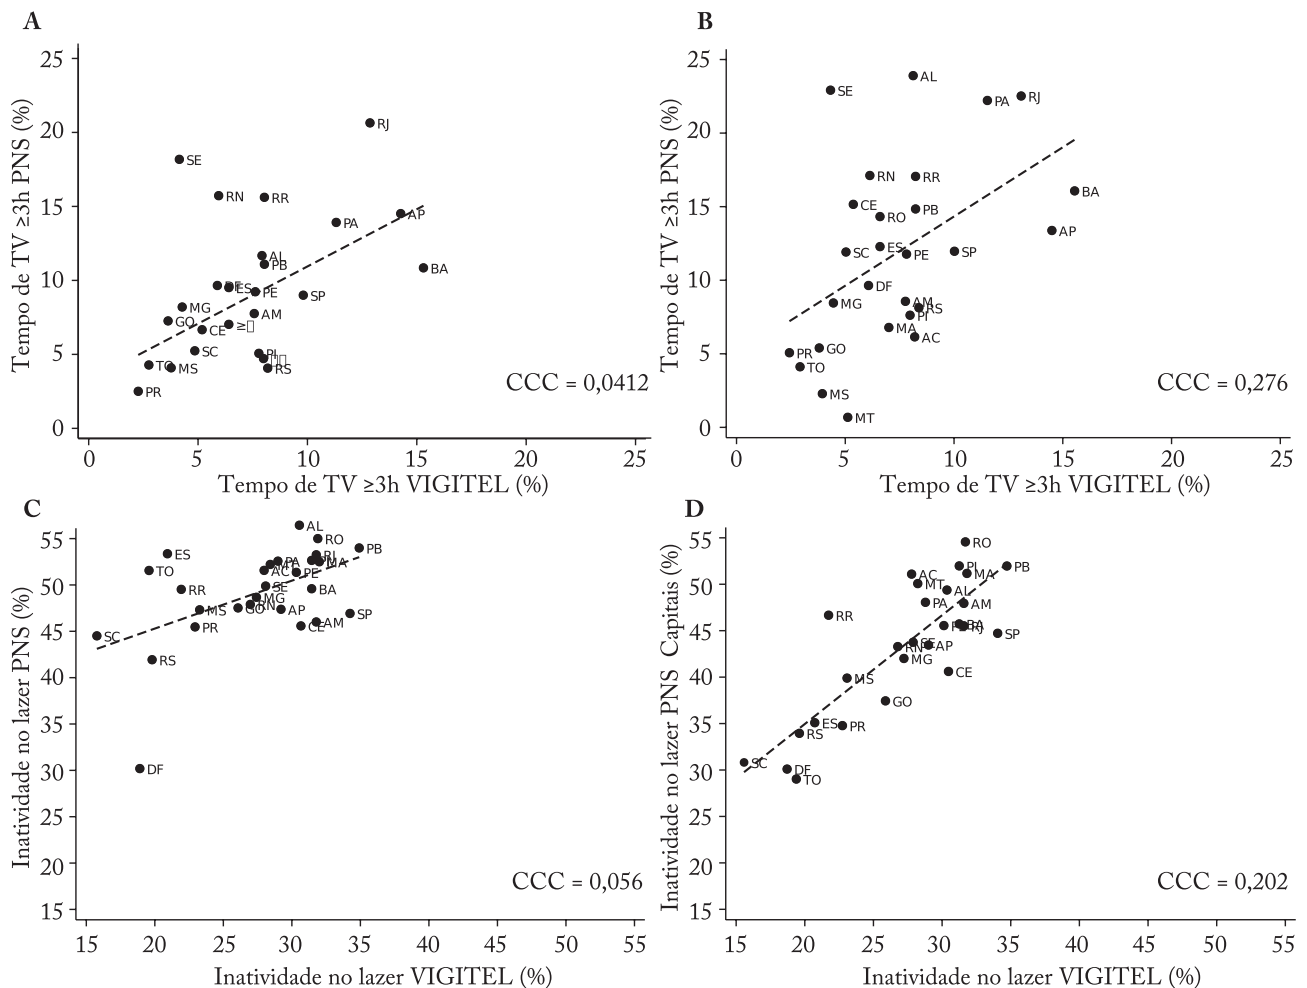 A
25
20
15
10
5
0
Tempo de TV ≥3h PNS (%)
RJ
SE
RN
RR
PA
AP
AL
PB
BA
ES
PE
SP
MG
GO
CE
≥
AM
SC
PI
TO
MS
RS
PR
CCC = 0,0412
0 5 10 15 20 25
Tempo de TV ≥3h VIGITEL (%)
B
25
20
15
10
5
0
Tempo de TV ≥3h PNS (%)
AL
SE
PA
RJ
RN
RR
BA
CE
PB
RO
AP
ES
SC
PE
SP
DF
MG
AM
RS
PI
MA
AC
PR
GO
TO
MS
MT
CCC = 0,276
0 5 10 15 20 25
Tempo de TV ≥3h VIGITEL (%)
C
55
50
45
40
35
30
25
20
15
Inatividade no lazer PNS (%)
AL
RO
PB
ES
RJ
PA
MA
MT
TO
AC
PE
RR
SE
BA
MG
RN
MS
GO
AP
SP
PR
CE
AM
SC
RS
DF
CCC = 0,056
15 20 25 30 35 40 45 50 55
Inatividade no lazer VIGITEL (%)
D
55
50
45
40
35
30
25
20
15
Inatividade no lazer PNS Capitais (%)
RO
PI
PB
AC
MA
MT
AL
PA
AM
RR
PE
BA
RJ
SP
SE
RN
AP
MG
CE
MS
GO
ES
PR
RS
SC
DF
TO
CCC = 0,202
15 20 25 30 35 40 45 50 55
Inatividade no lazer VIGITEL (%)